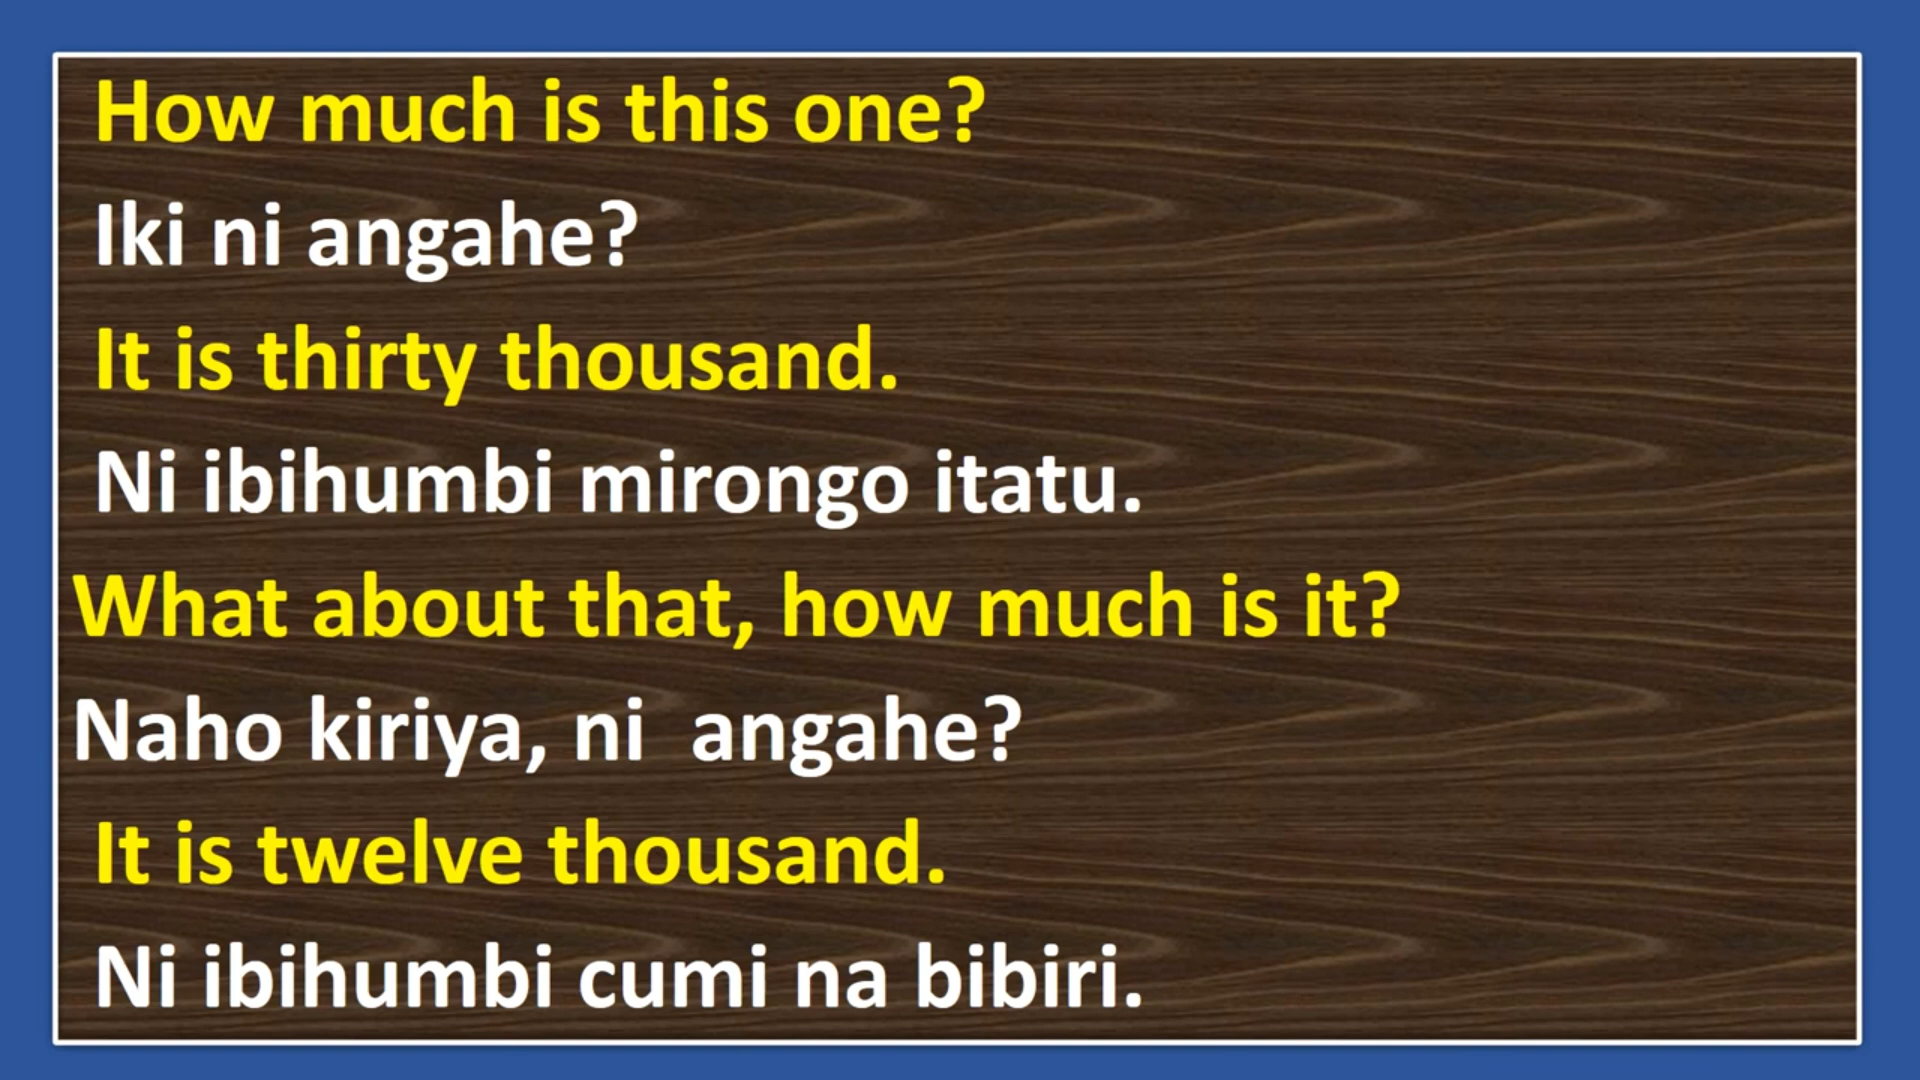 How much is this one?
Iki ni angahe?
It is thirty thousand.
Ni ibihumbi mirongo itatu.
What about that, how much is it?
Naho kiriya, ni  angahe?
It is twelve thousand.
Ni ibihumbi cumi na bibiri.